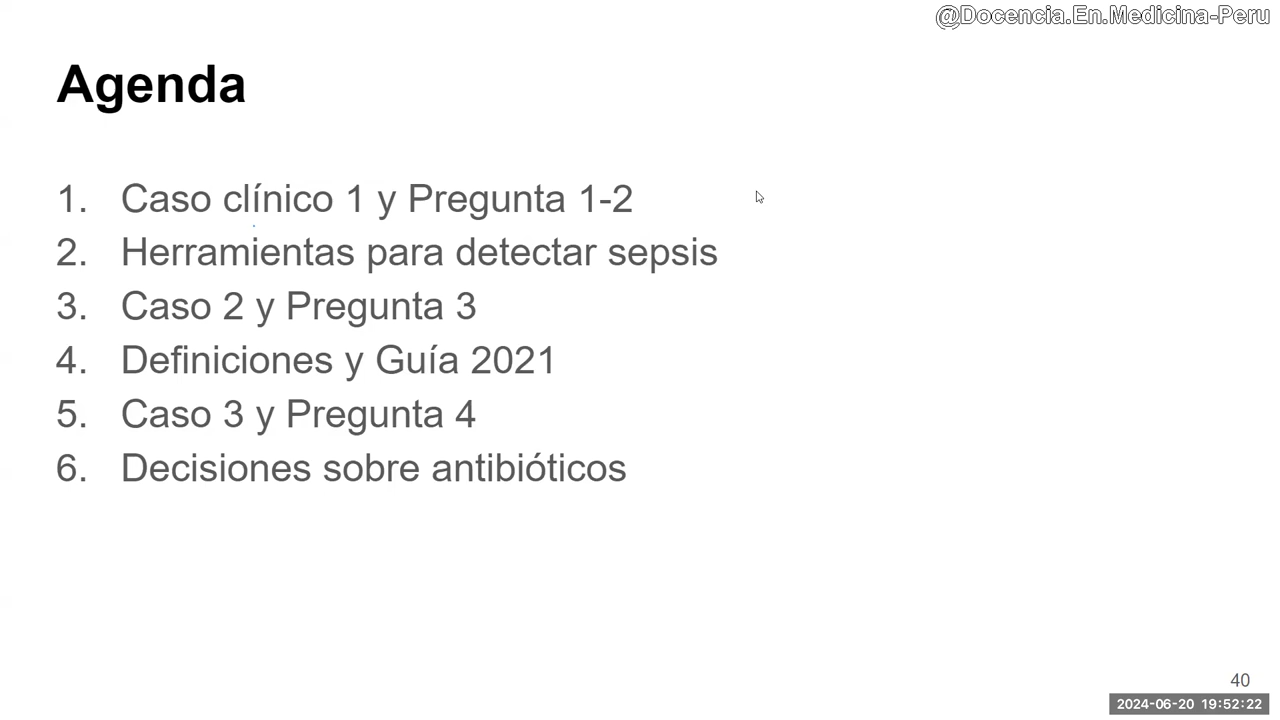 @Docencia.En.Medicina-Peru
Agenda
1. Caso clínico 1 y Pregunta 1-2
2. Herramientas para detectar sepsis
3. Caso 2 y Pregunta 3
4. Definiciones y Guía 2021
5. Caso 3 y Pregunta 4
6. Decisiones sobre antibióticos
40
2024-06-20 19:52:22